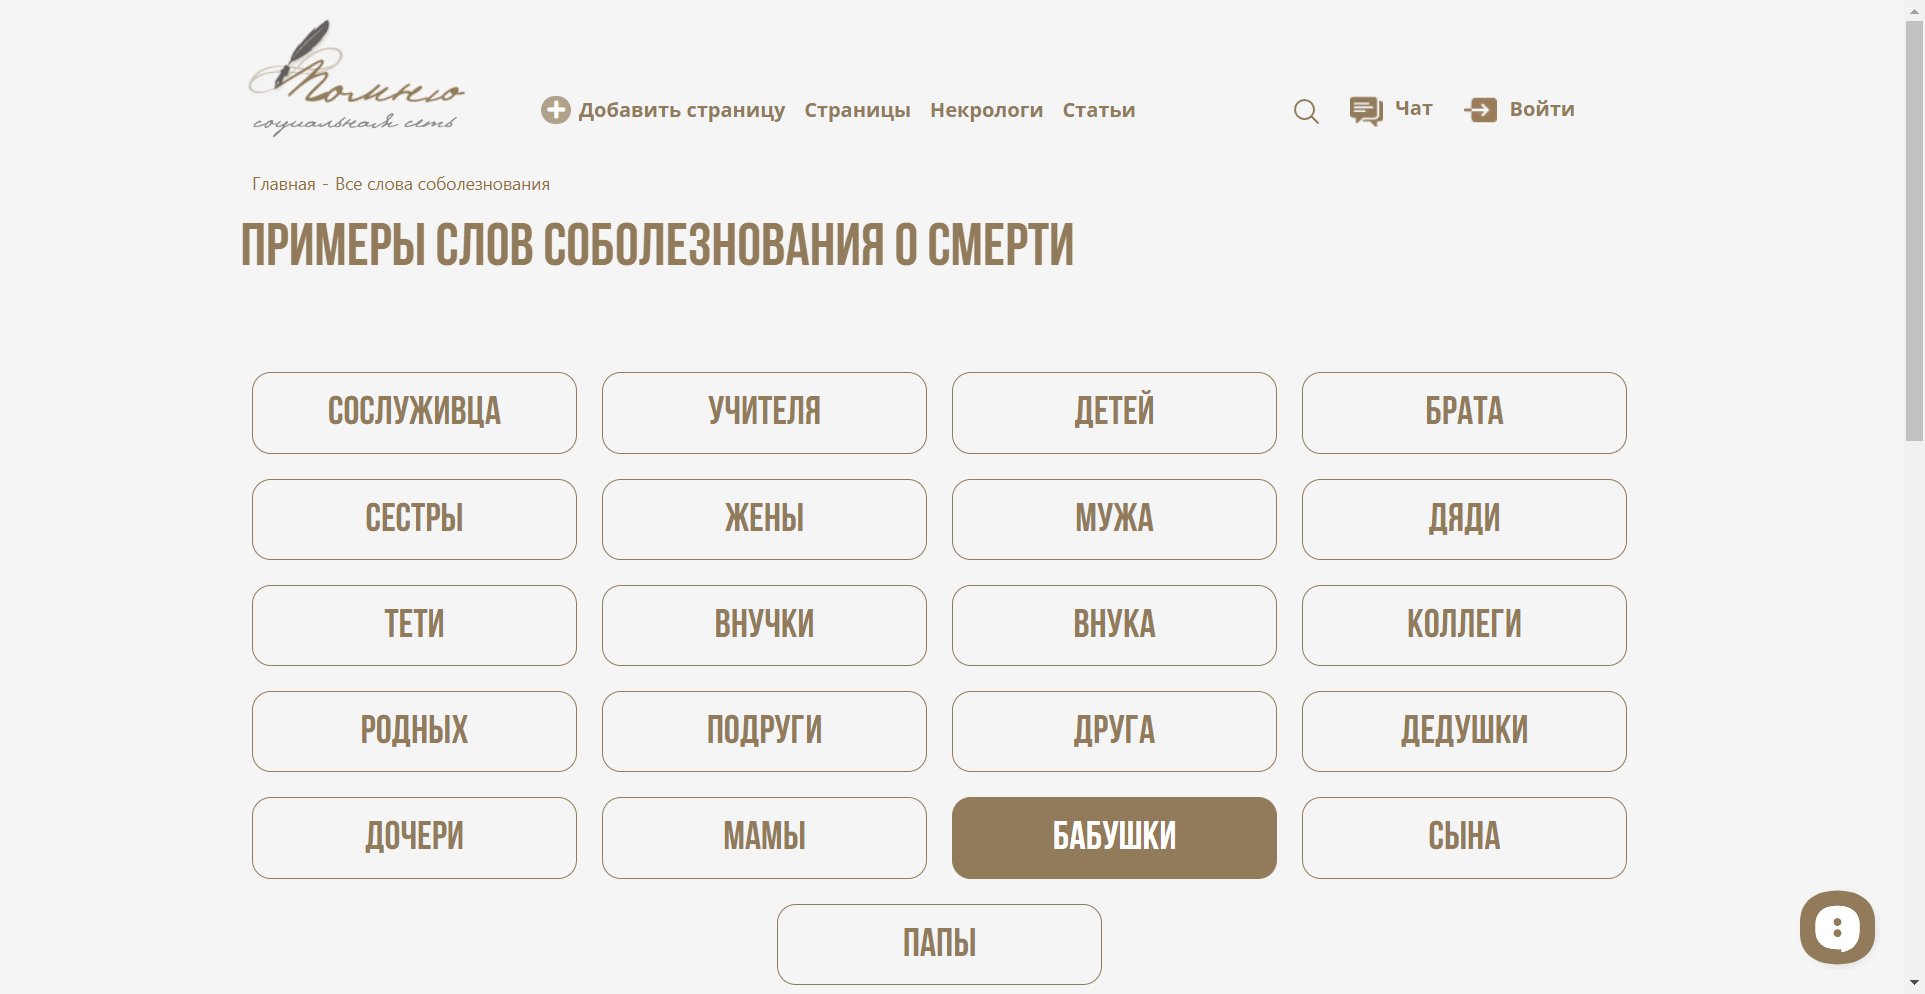 Помню
социальная сеть
Добавить страницу Страницы Некрологи Статьи Чат Войти
Главная - Все слова соболезнования
ПРИМЕРЫ СЛОВ СОБОЛЕЗНОВАНИЯ О СМЕРТИ
СОСЛУЖИВЦА УЧИТЕЛЯ ДЕТЕЙ БРАТА
СЕСТРЫ ЖЕНЫ МУЖА ДЯДИ
ТЕТИ ВНУЧКИ ВНУКА КОЛЛЕГИ
РОДНЫХ ПОДРУГИ ДРУГА ДЕДУШКИ
ДОЧЕРИ МАМЫ БАБУШКИ СЫНА
ПАПЫ